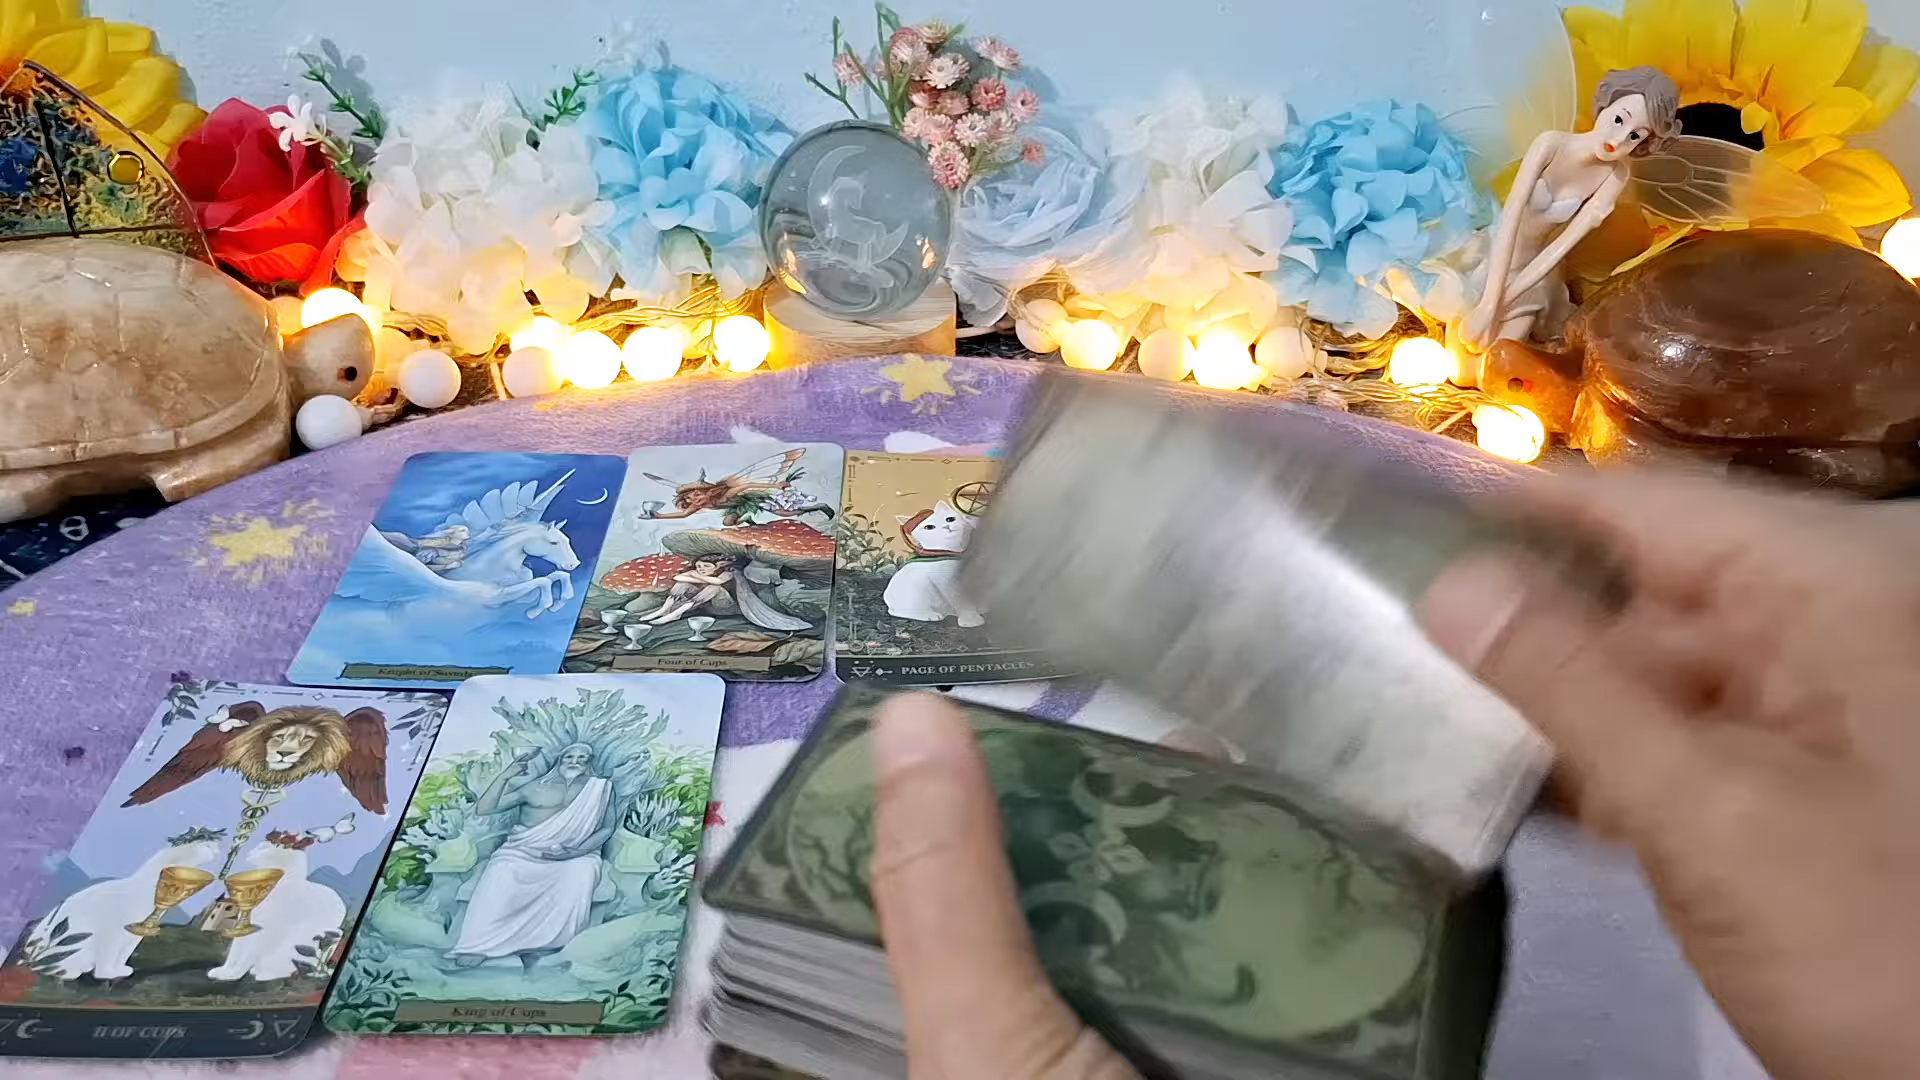 Knight of Swords
Four of Cups
PAGE OF PENTACLES
II OF CUPS
King of Cups